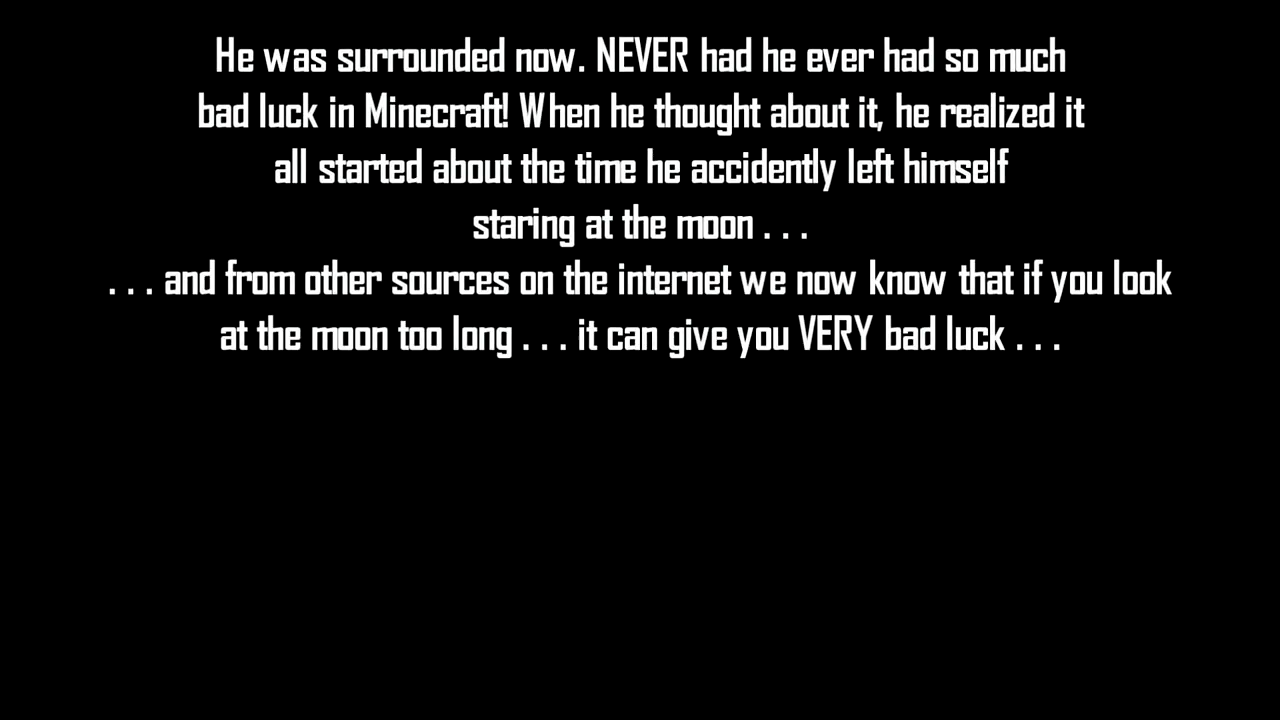 He was surrounded now. NEVER had he ever had so much
bad luck in Minecraft! When he thought about it, he realized it
all started about the time he accidently left himself
staring at the moon . . .
. . . and from other sources on the internet we now know that if you look
at the moon too long . . . it can give you VERY bad luck . . .